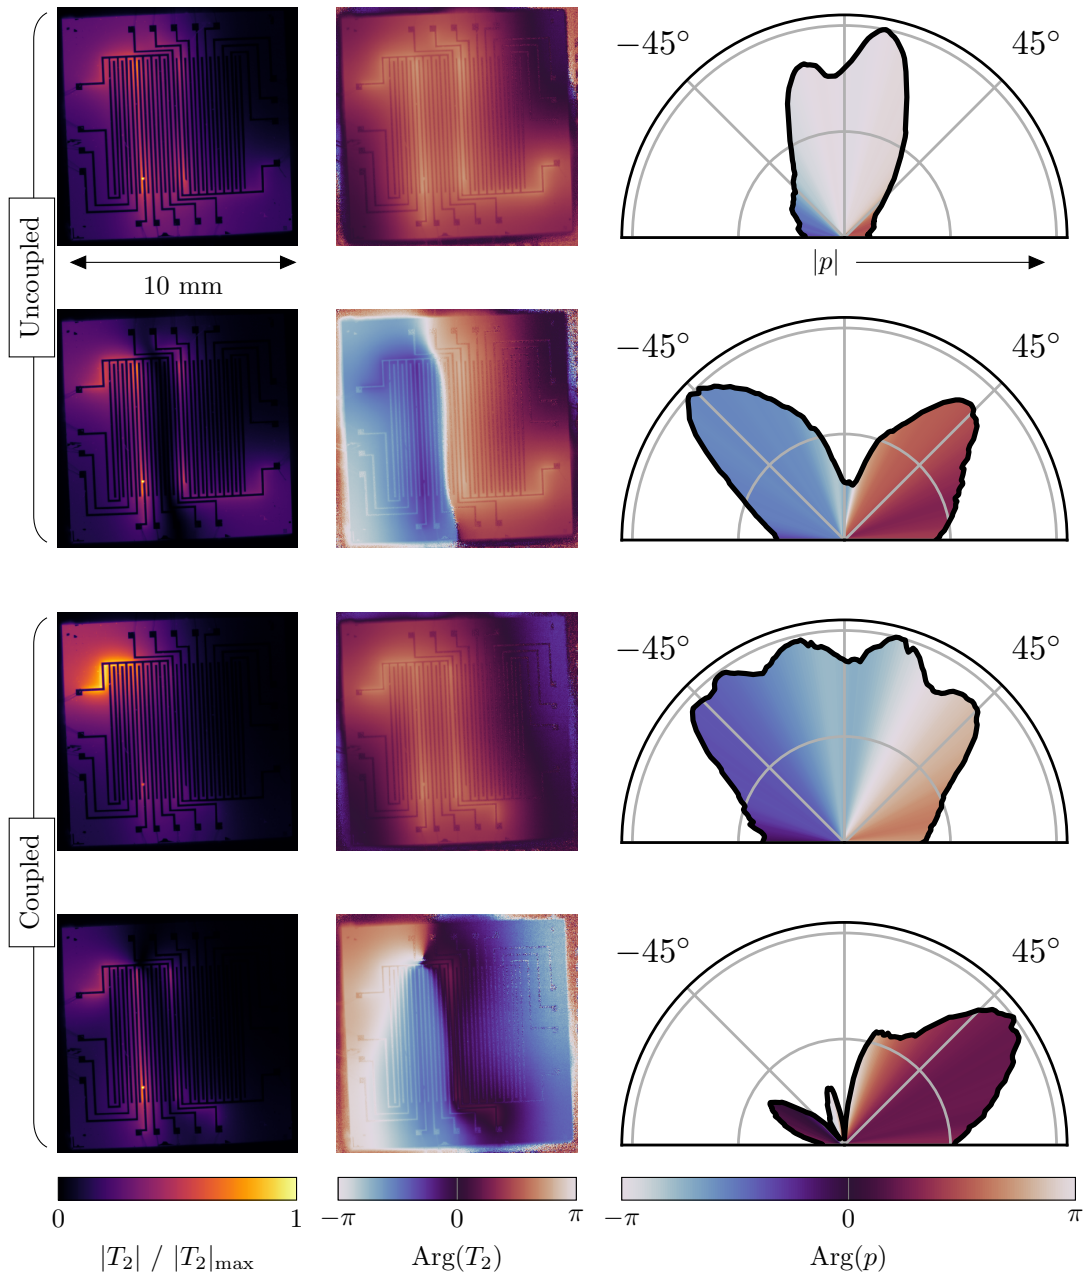 Uncoupled
−45°
45°
10 mm
|p|
−45°
45°
Coupled
−45°
45°
−45°
45°
0
1
−π
0
π
−π
0
π
|T₂| / |T₂|max
Arg(T₂)
Arg(p)